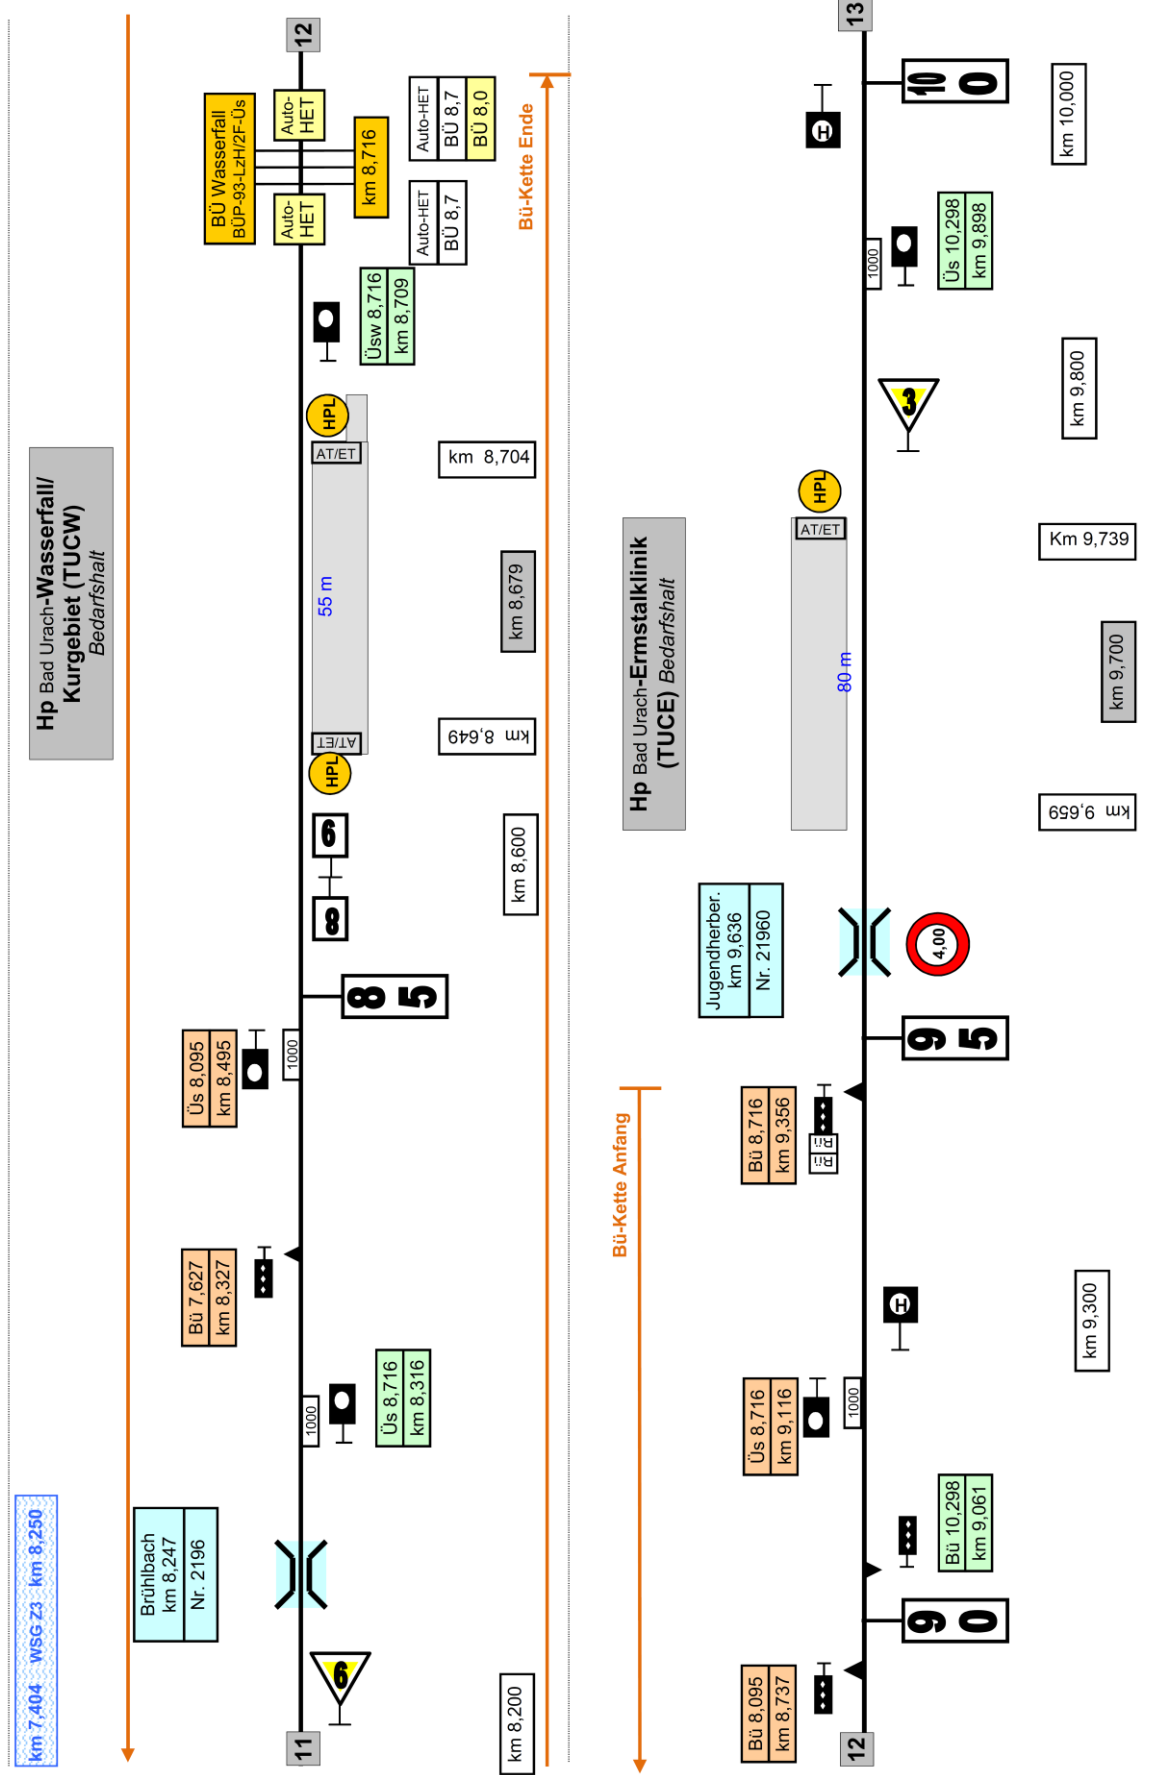 km 7,404 WSG Z3 km 8,250
Hp Bad Urach-Wasserfall/
Kurgebiet (TUCW)
Bedarfshalt
Brühlbach
km 8,247
Nr. 2196
Bü 7,627
km 8,327
Üs 8,095
km 8,495
BÜ Wasserfall
BÜP-93-LzH/2F-Üs
11
1000
1000
Auto-
HET
Auto-
HET
12
6
8
6
HPL
AT/ET
55 m
AT/ET
HPL
km 8,716
Üs 8,716
km 8,316
8
5
Üsw 8,716
km 8,709
Auto-HET
BÜ 8,7
Auto-HET
BÜ 8,7
BÜ 8,0
km 8,200
km 8,600
km 8,649
km 8,679
km 8,704
Bü-Kette Ende
Bü-Kette Anfang
Hp Bad Urach-Ermstalklinik
(TUCE) Bedarfshalt
Jugendherber.
km 9,636
Nr. 21960
Bü 8,095
km 8,737
Üs 8,716
km 9,116
Bü 8,716
km 9,356
Bü
Bü
80 m
AT/ET
HPL
H
12
1000
1000
13
9
0
Bü 10,298
km 9,061
H
9
5
4,00
3
Üs 10,298
km 9,898
10
0
km 9,300
km 9,659
km 9,700
Km 9,739
km 9,800
km 10,000